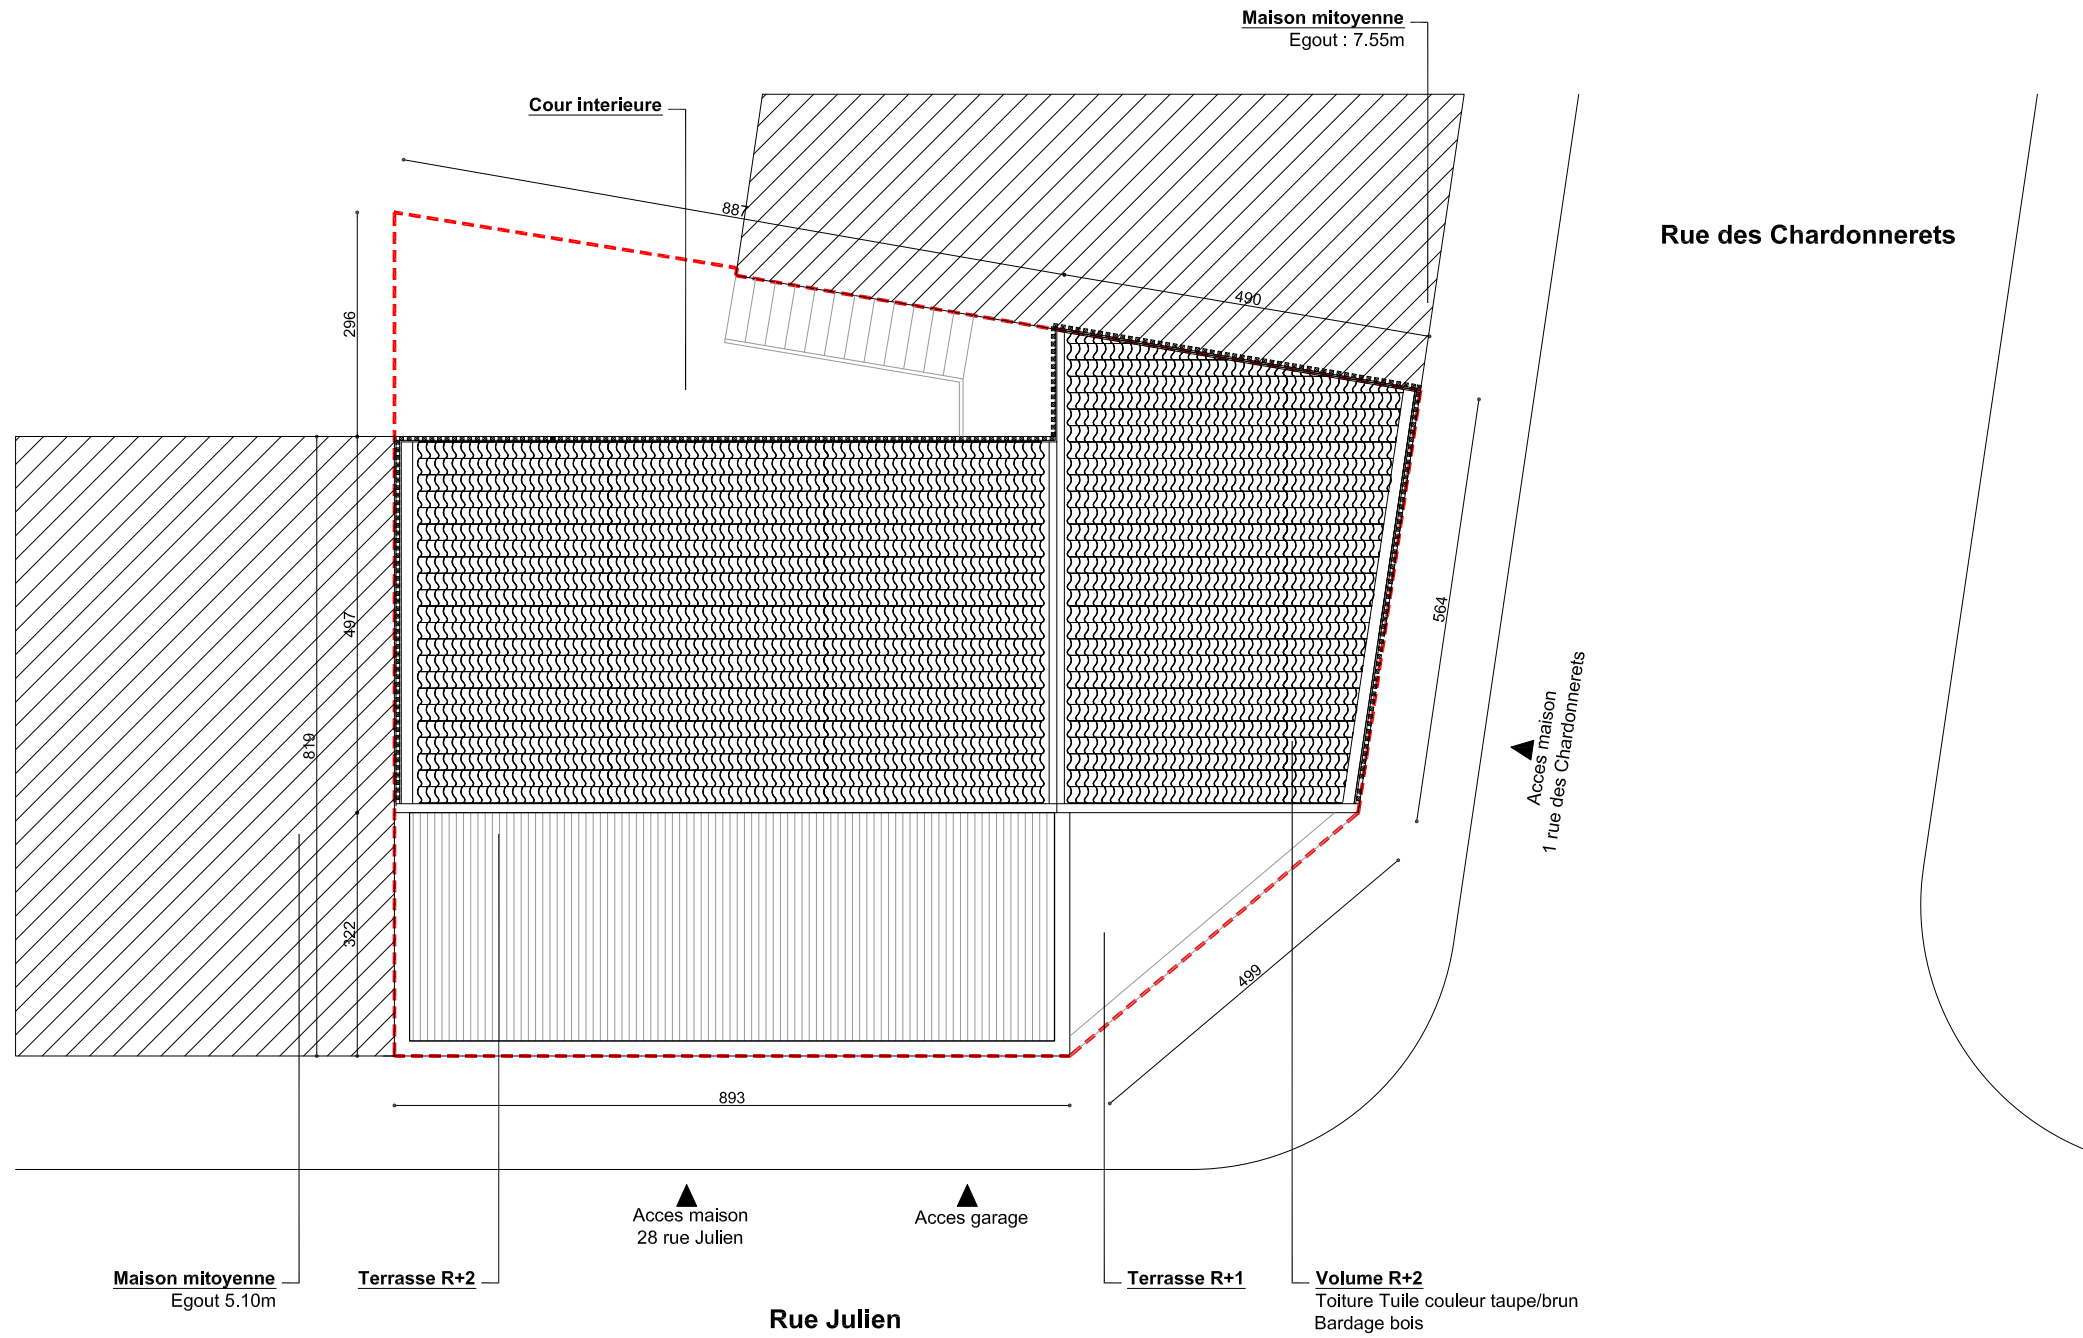 Maison mitoyenne
Egout : 7.55m
Cour interieure
887
Rue des Chardonnerets
490
296
497
564
819
Acces maison
1 rue des Chardonnerets
322
499
893
Acces maison
28 rue Julien
Acces garage
Maison mitoyenne
Egout 5.10m
Terrasse R+2
Terrasse R+1
Volume R+2
Toiture Tuile couleur taupe/brun
Bardage bois
Rue Julien